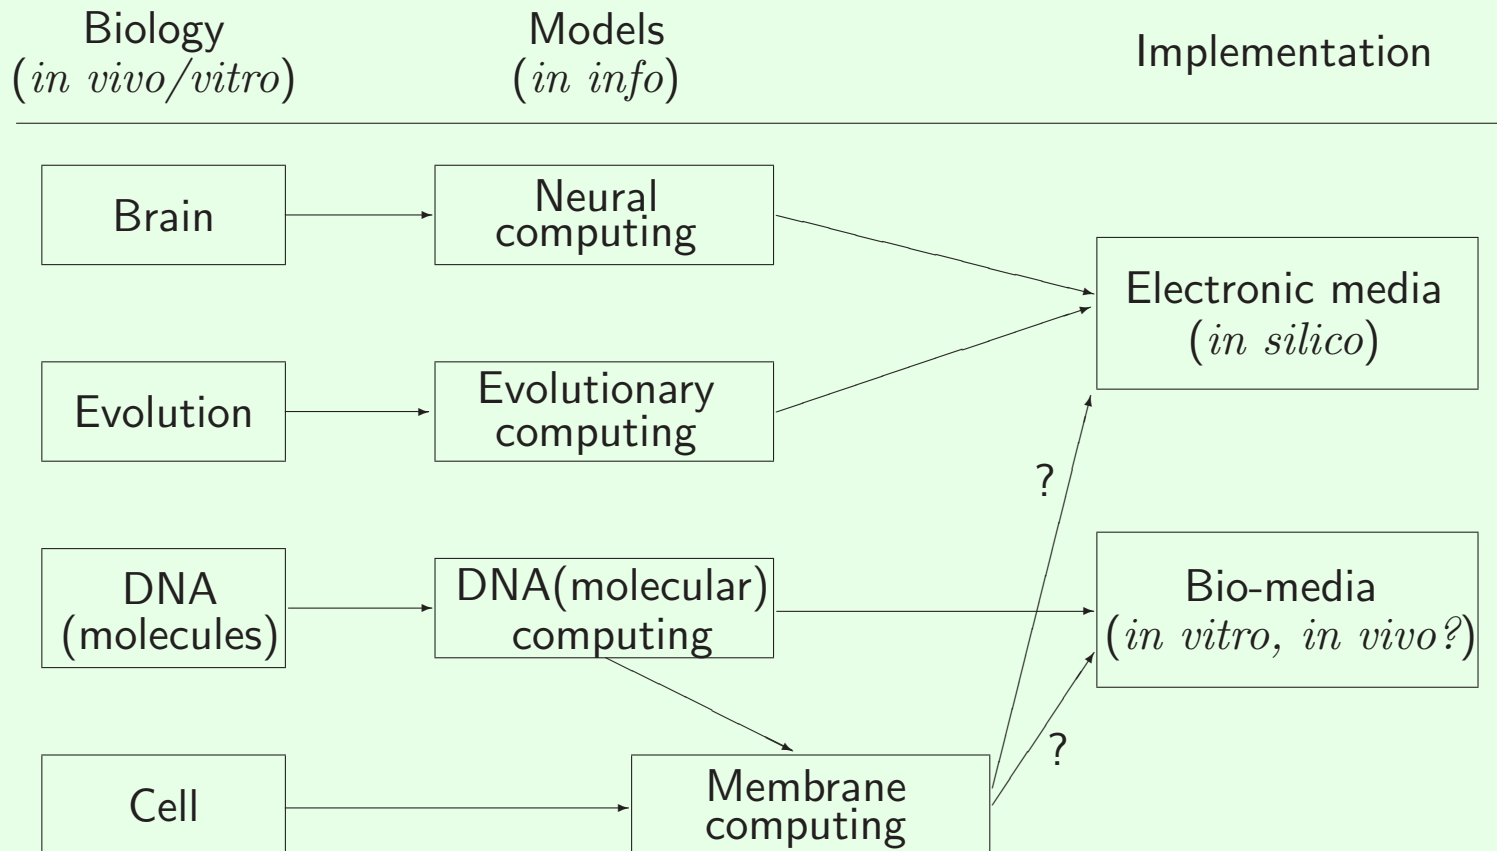 Biology
(in vivo/vitro)
Models
(in info)
Implementation
Brain
Neural
computing
Electronic media
(in silico)
Evolution
Evolutionary
computing
?
DNA
(molecules)
DNA(molecular)
computing
Bio-media
(in vitro, in vivo?)
?
Cell
Membrane
computing